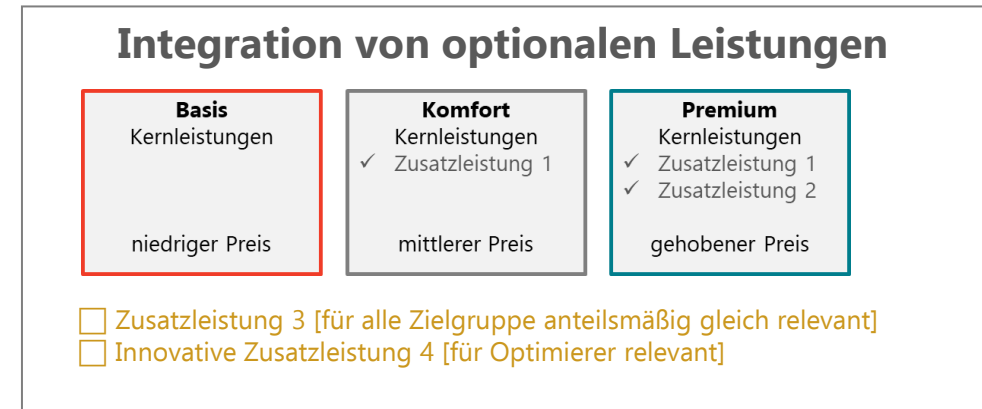 Integration von optionalen Leistungen
Basis
Kernleistungen
niedriger Preis
Komfort
Kernleistungen
✓ Zusatzleistung 1
mittlerer Preis
Premium
Kernleistungen
✓ Zusatzleistung 1
✓ Zusatzleistung 2
gehobener Preis
Zusatzleistung 3 [für alle Zielgruppe anteilsmäßig gleich relevant]
Innovative Zusatzleistung 4 [für Optimierer relevant]